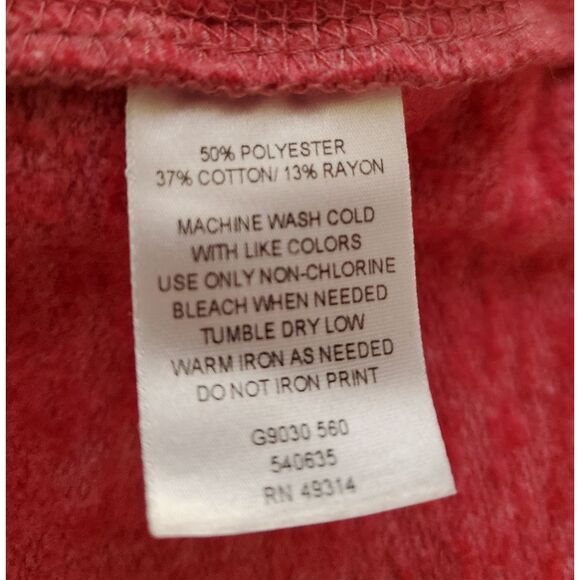 50% POLYESTER
37% COTTON/ 13% RAYON
MACHINE WASH COLD
WITH LIKE COLORS
USE ONLY NON-CHLORINE
BLEACH WHEN NEEDED
TUMBLE DRY LOW
WARM IRON AS NEEDED
DO NOT IRON PRINT
G9030 560
540635
RN 49314